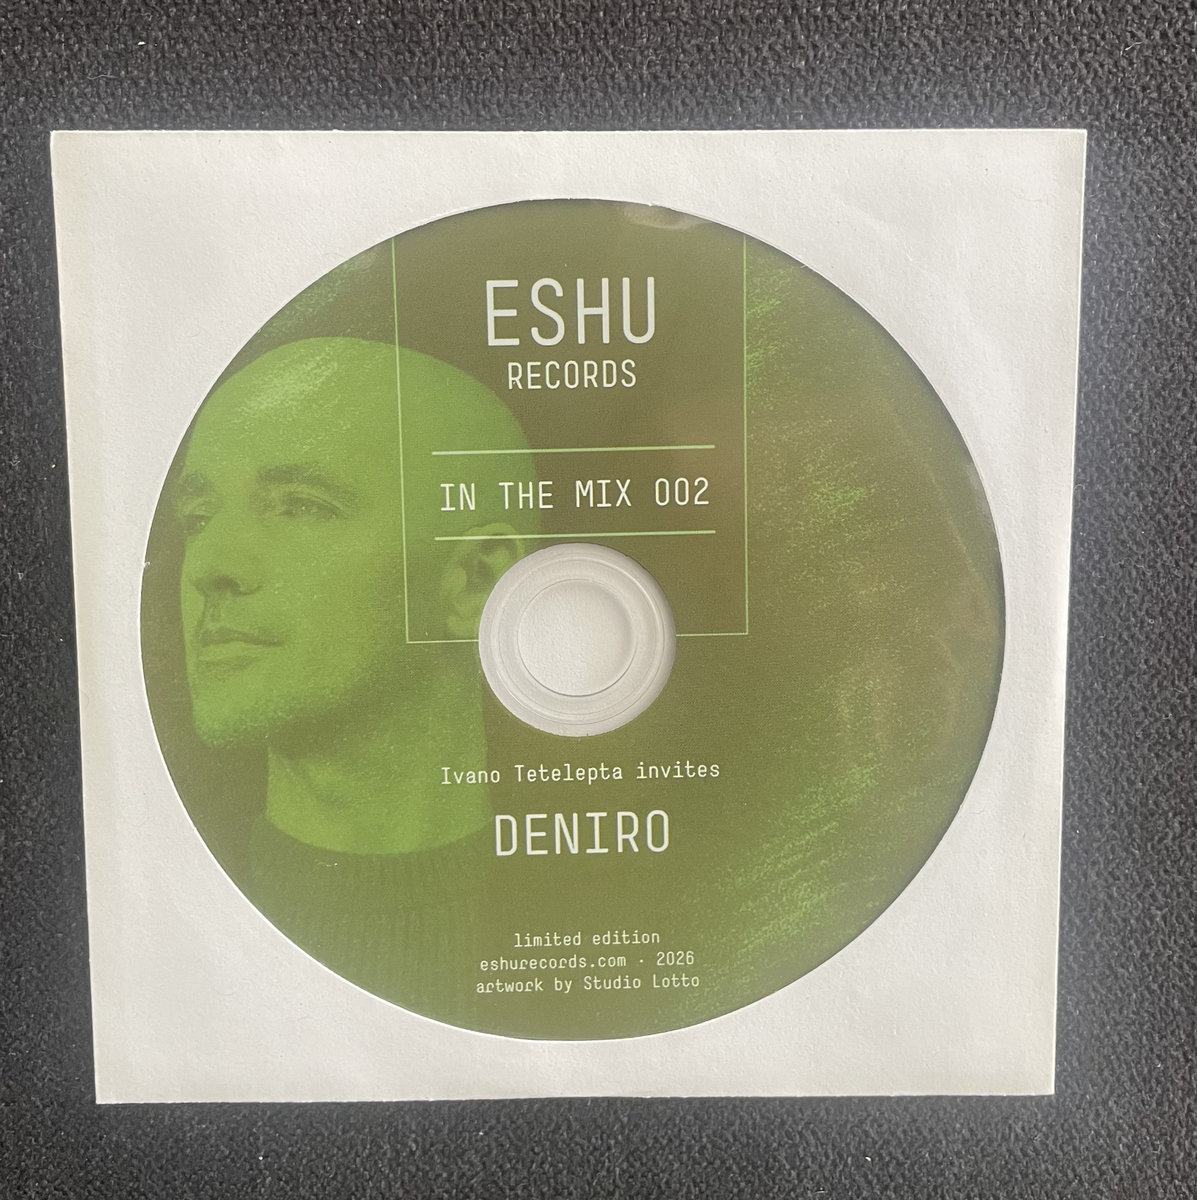 ESHU
RECORDS
IN THE MIX 002
Ivano Tetelepta invites
DENIRO
limited edition
eshurecords.com · 2026
artwork by Studio Lotto